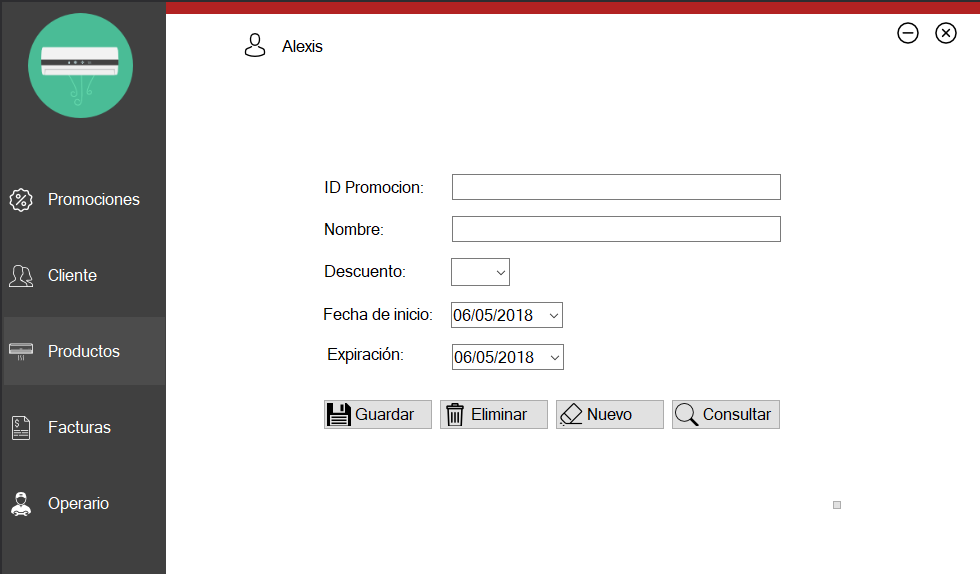 Alexis
Promociones
Cliente
Productos
Facturas
Operario
ID Promocion:
Nombre:
Descuento:
Fecha de inicio: 06/05/2018
Expiración: 06/05/2018
Guardar Eliminar Nuevo Consultar